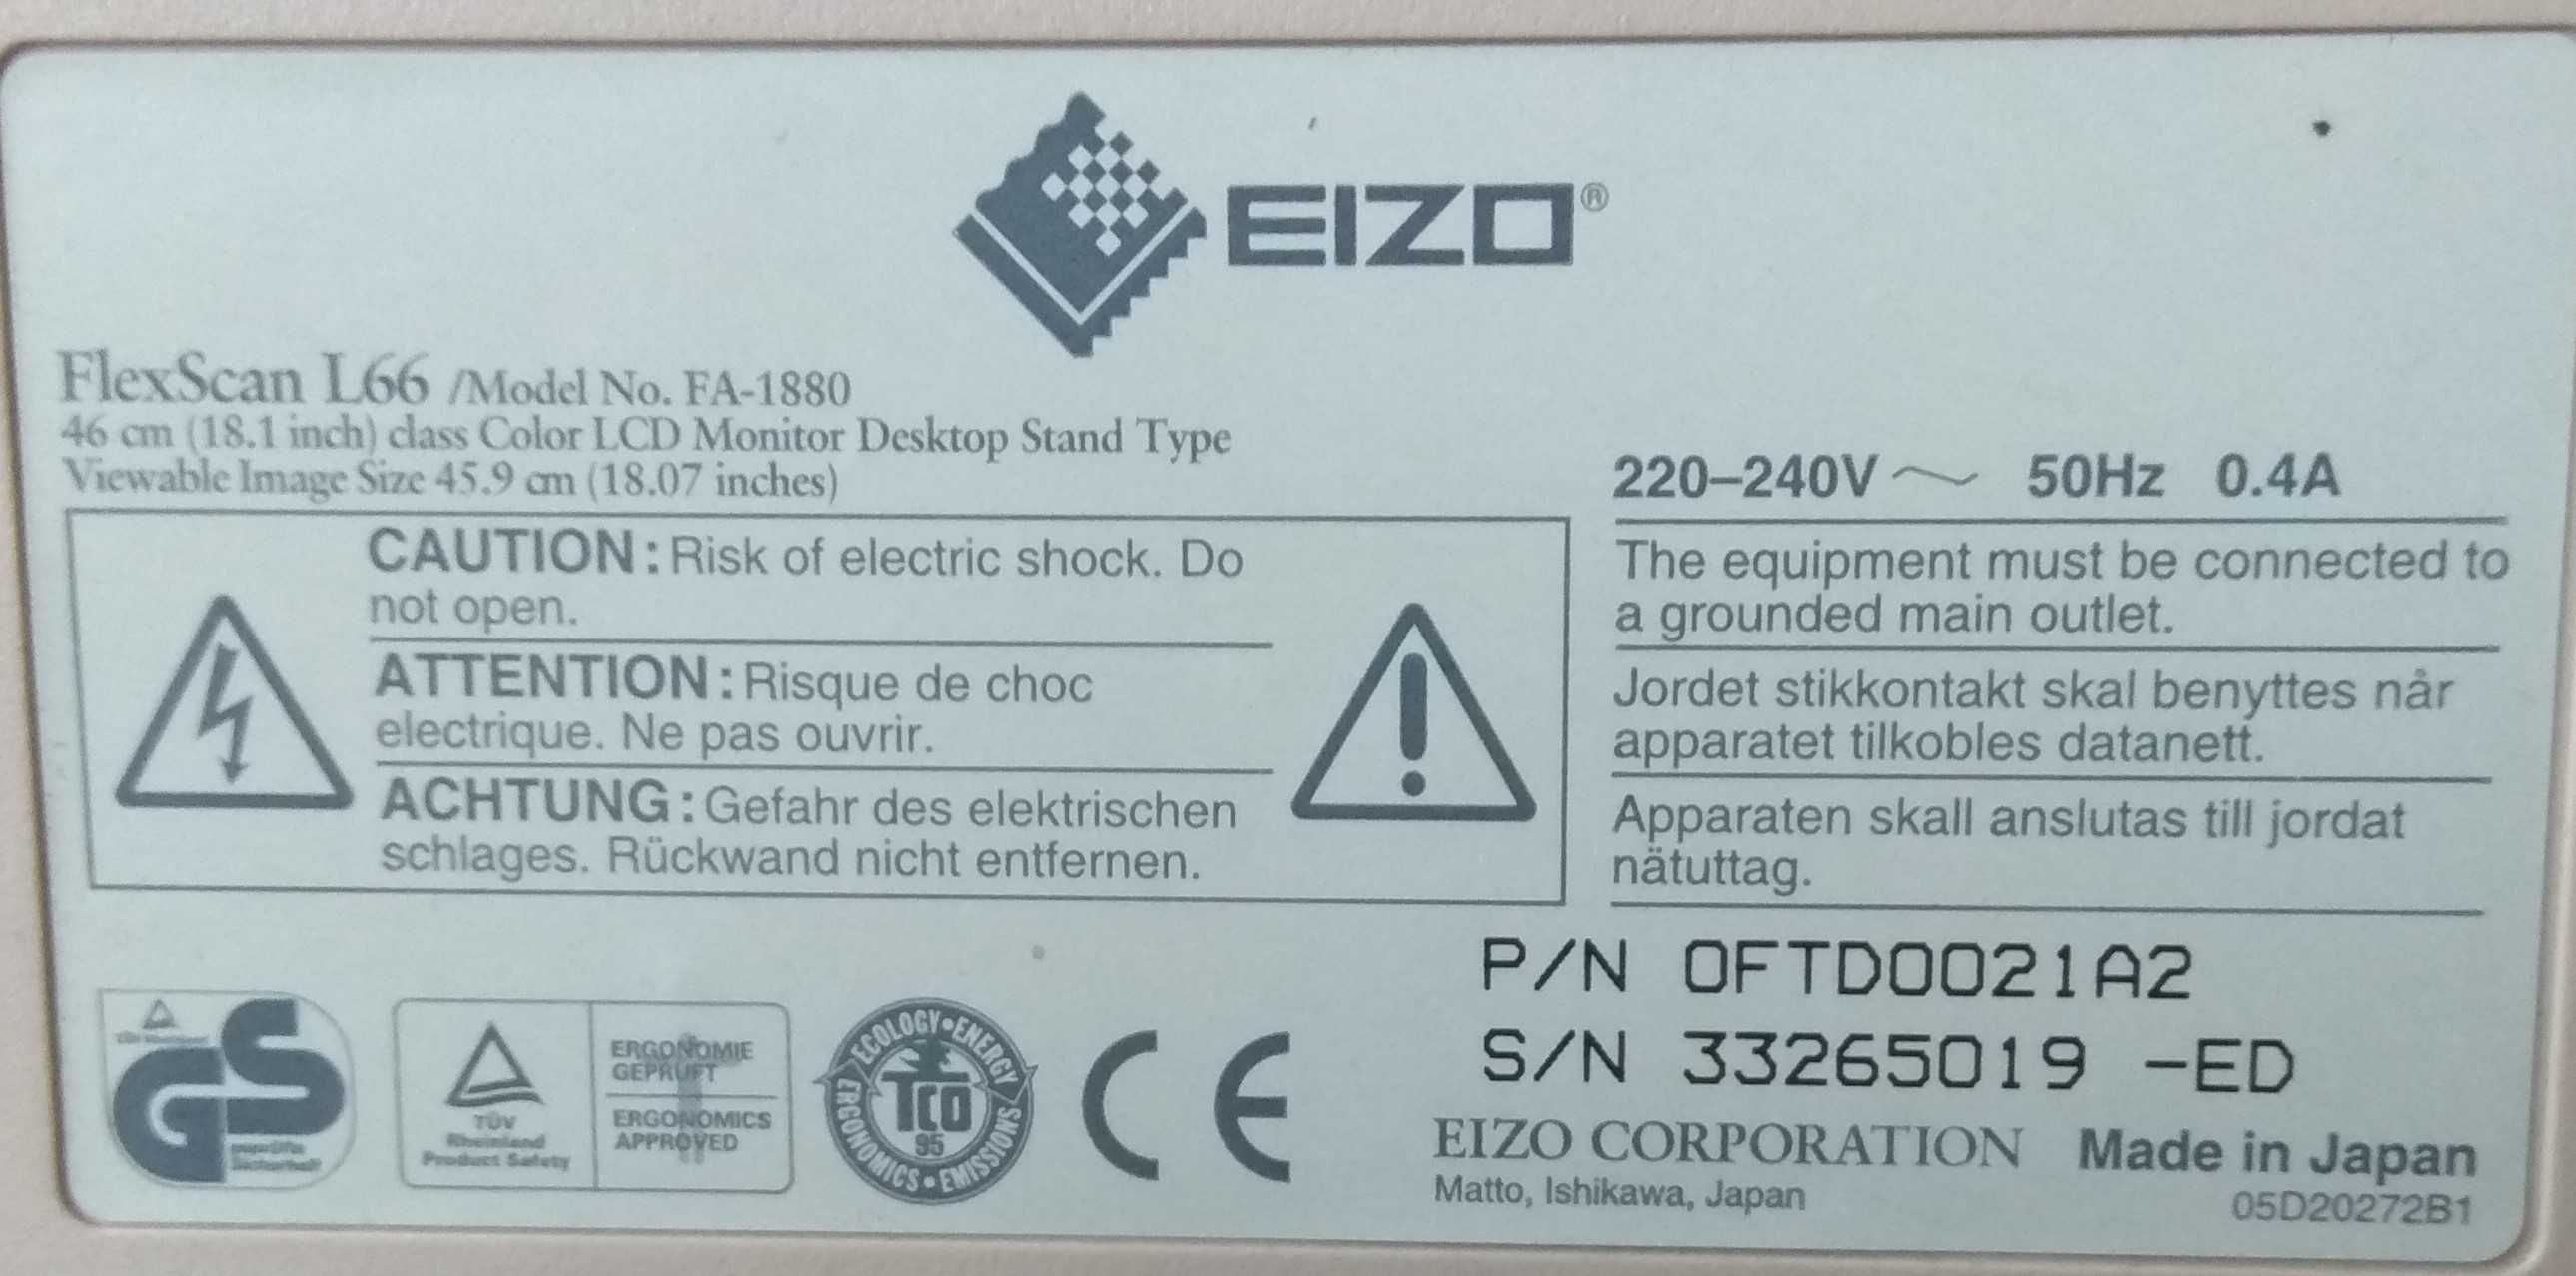 EIZO®
FlexScan L66 /Model No. FA-1880
46 cm (18.1 inch) class Color LCD Monitor Desktop Stand Type
Viewable Image Size 45.9 cm (18.07 inches)
CAUTION: Risk of electric shock. Do
not open.
ATTENTION: Risque de choc
electrique. Ne pas ouvrir.
ACHTUNG: Gefahr des elektrischen
schlages. Rückwand nicht entfernen.
220–240V ~ 50Hz 0.4A
The equipment must be connected to
a grounded main outlet.
Jordet stikkontakt skal benyttes når
apparatet tilkobles datanett.
Apparaten skall anslutas till jordat
nätuttag.
GS
geprüfte
Sicherheit
TÜV
Rheinland
Product Safety
ERGONOMIE
GEPRÜFT
ERGONOMICS
APPROVED
ECOLOGY • ENERGY
ERGONOMICS • EMISSIONS
TCO
95
CE
P/N 0FTD0021A2
S/N 33265019 -ED
EIZO CORPORATION Made in Japan
Matto, Ishikawa, Japan
05D20272B1